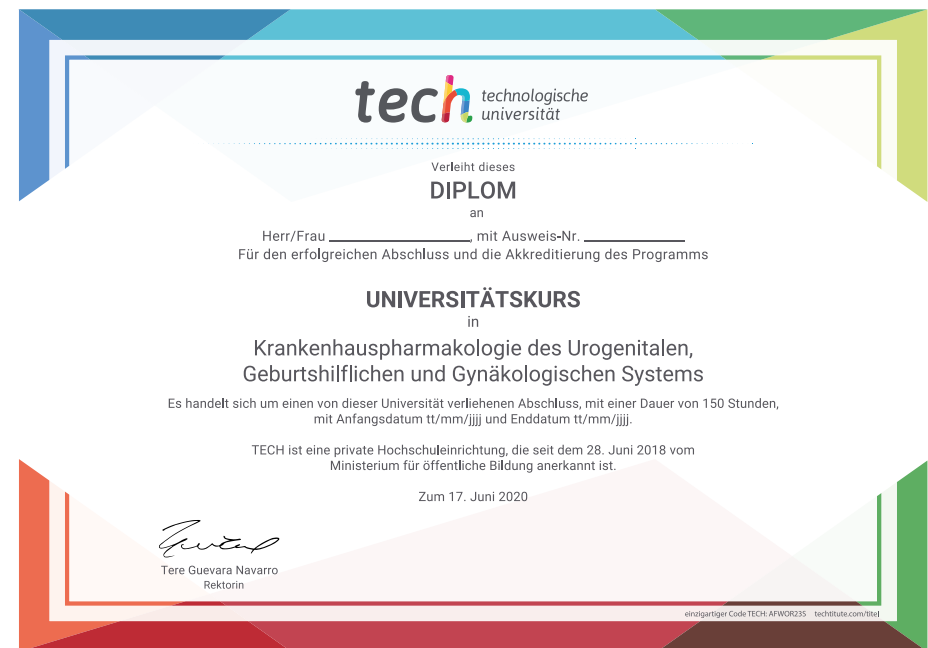 tech technologische
universität
Verleiht dieses
DIPLOM
an
Herr/Frau ____________________, mit Ausweis-Nr. ______________
Für den erfolgreichen Abschluss und die Akkreditierung des Programms
UNIVERSITÄTSKURS
in
Krankenhauspharmakologie des Urogenitalen,
Geburtshilflichen und Gynäkologischen Systems
Es handelt sich um einen von dieser Universität verliehenen Abschluss, mit einer Dauer von 150 Stunden,
mit Anfangsdatum tt/mm/jjjj und Enddatum tt/mm/jjjj.
TECH ist eine private Hochschuleinrichtung, die seit dem 28. Juni 2018 vom
Ministerium für öffentliche Bildung anerkannt ist.
Zum 17. Juni 2020
Tere Guevara Navarro
Rektorin
einzigartiger Code TECH: AFWOR23S techtitute.com/titel